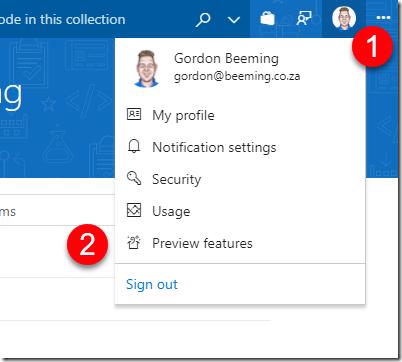 ode in this collection
1
Gordon Beeming
gordon@beeming.co.za
ng
My profile
Notification settings
Security
ms
Usage
2
Preview features
Sign out